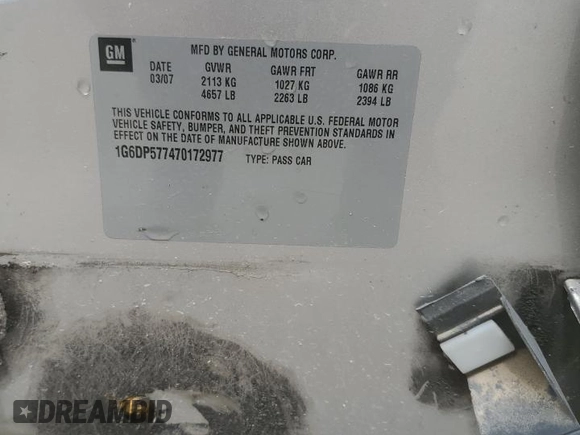 GM
MFD BY GENERAL MOTORS CORP.
DATE GVWR GAWR FRT GAWR RR
03/07 2113 KG 1027 KG 1086 KG
4657 LB 2263 LB 2394 LB
THIS VEHICLE CONFORMS TO ALL APPLICABLE U.S. FEDERAL MOTOR
VEHICLE SAFETY, BUMPER, AND THEFT PREVENTION STANDARDS IN
EFFECT ON THE DATE OF MANUFACTURE SHOWN ABOVE.
1G6DP577470172977 TYPE: PASS CAR
DREAMBID